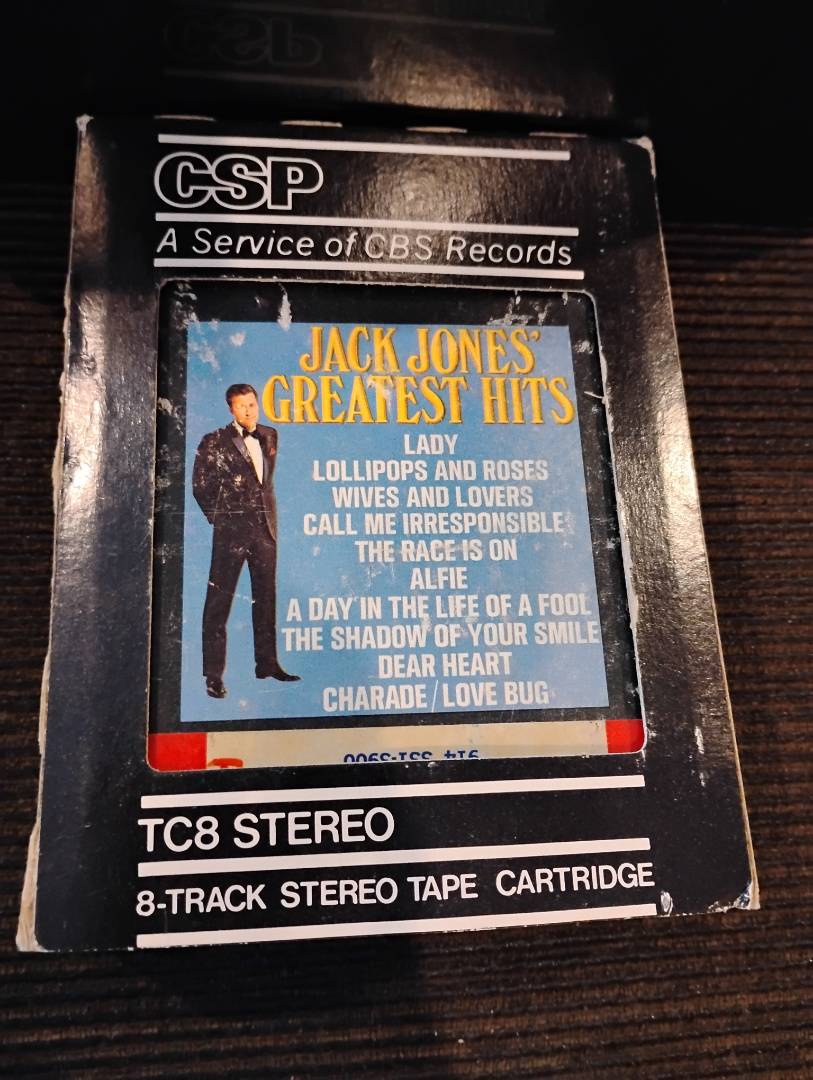 CSP
A Service of CBS Records
JACK JONES'
GREATEST HITS
LADY
LOLLIPOPS AND ROSES
WIVES AND LOVERS
CALL ME IRRESPONSIBLE
THE RACE IS ON
ALFIE
A DAY IN THE LIFE OF A FOOL
THE SHADOW OF YOUR SMILE
DEAR HEART
CHARADE/LOVE BUG
TC8 STEREO
8-TRACK STEREO TAPE CARTRIDGE